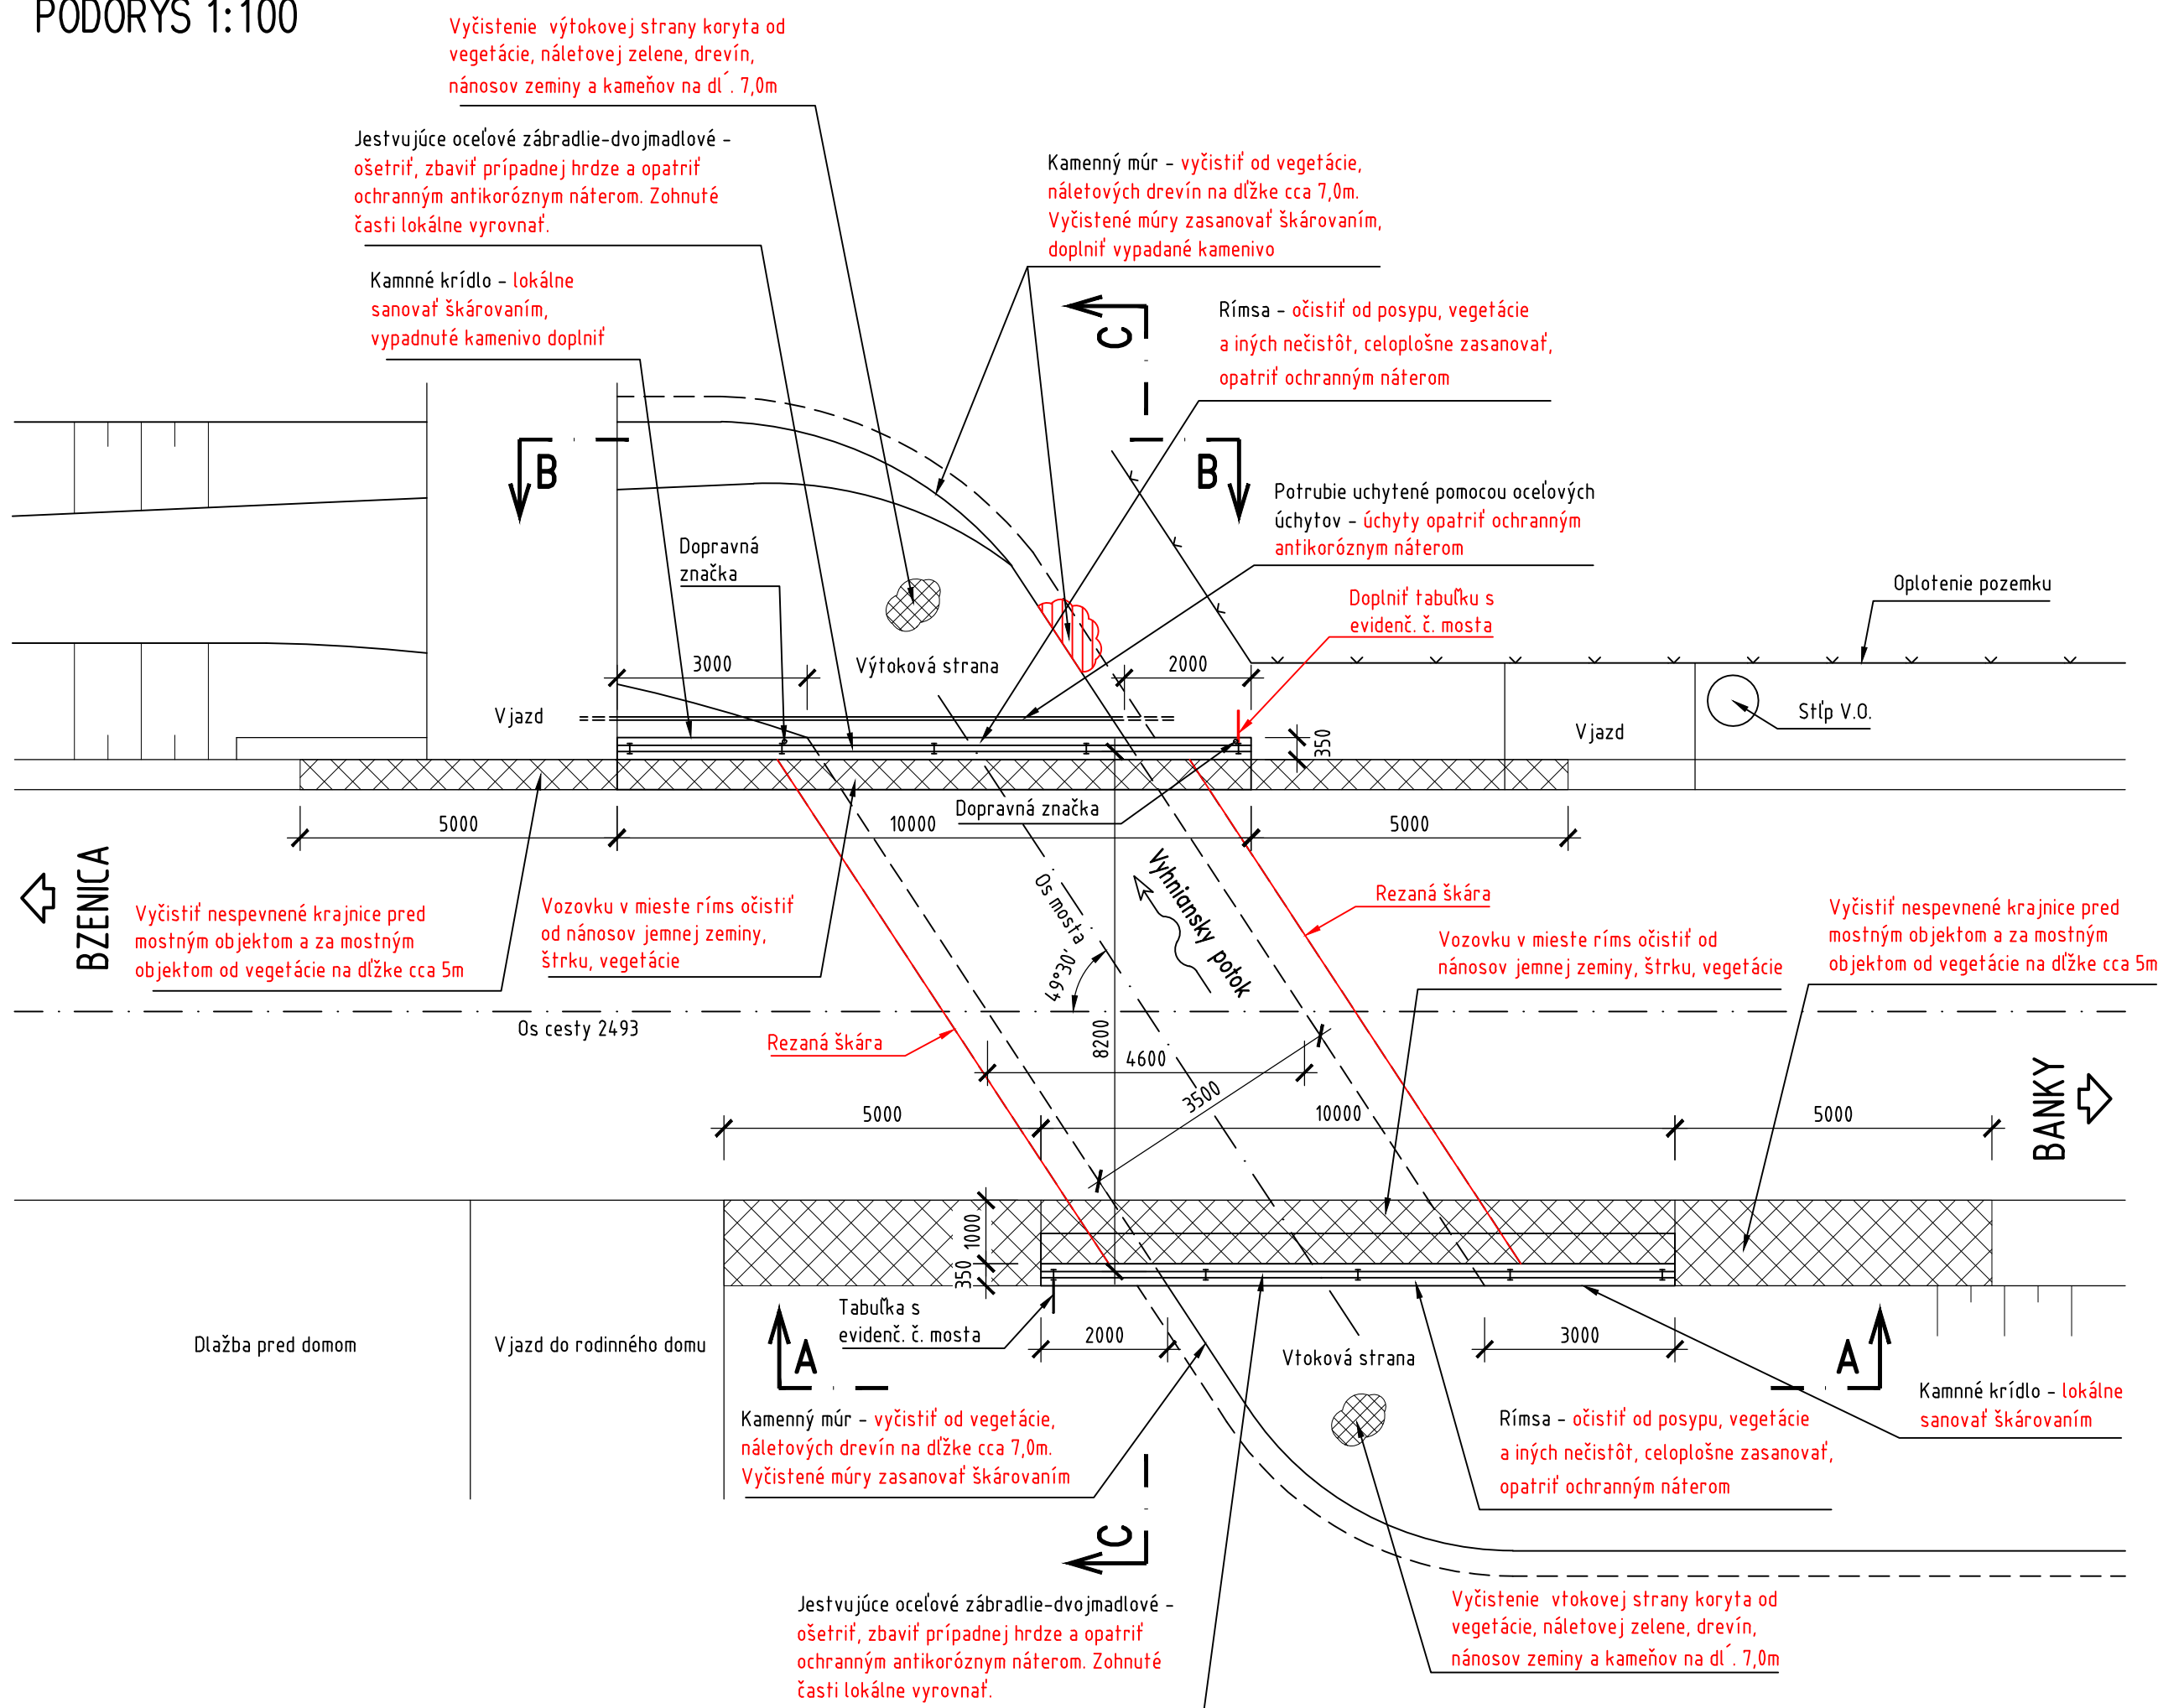 PÔDORYS 1:100
Vyčistenie výtokovej strany koryta od
vegetácie, náletovej zelene, drevín,
nánosov zeminy a kameňov na dĺ´. 7,0m
Jestvujúce oceľové zábradlie-dvojmadlové -
ošetriť, zbaviť prípadnej hrdze a opatriť
ochranným antikoróznym náterom. Zohnuté
časti lokálne vyrovnať.
Kamenný múr - vyčistiť od vegetácie,
náletových drevín na dĺžke cca 7,0m.
Vyčistené múry zasanovať škárovaním,
doplniť vypadané kamenivo
Kamnné krídlo - lokálne
sanovať škárovaním,
vypadnuté kamenivo doplniť
C
Rímsa - očistiť od posypu, vegetácie
a iných nečistôt, celoplošne zasanovať,
opatriť ochranným náterom
B
B
Potrubie uchytené pomocou oceľových
úchytov - úchyty opatriť ochranným
antikoróznym náterom
Dopravná
značka
Doplniť tabuľku s
evidenč. č. mosta
Oplotenie pozemku
3000
Výtoková strana
2000
Vjazd
350
Vjazd
Stĺp V.O.
Dopravná značka
5000
10000
5000
BZENICA
Vyčistiť nespevnené krajnice pred
mostným objektom a za mostným
objektom od vegetácie na dĺžke cca 5m
Vozovku v mieste ríms očistiť
od nánosov jemnej zeminy,
štrku, vegetácie
Os mosta
Vyhniansky potok
49°30´
Rezaná škára
Vozovku v mieste ríms očistiť od
nánosov jemnej zeminy, štrku, vegetácie
Vyčistiť nespevnené krajnice pred
mostným objektom a za mostným
objektom od vegetácie na dĺžke cca 5m
Os cesty 2493
Rezaná škára
8200
4600
3500
BANKY
5000
10000
5000
1000
350
Tabuľka s
evidenč. č. mosta
2000
3000
Dlažba pred domom
Vjazd do rodinného domu
A
Vtoková strana
A
Kamenný múr - vyčistiť od vegetácie,
náletových drevín na dĺžke cca 7,0m.
Vyčistené múry zasanovať škárovaním
Rímsa - očistiť od posypu, vegetácie
a iných nečistôt, celoplošne zasanovať,
opatriť ochranným náterom
Kamnné krídlo - lokálne
sanovať škárovaním
C
Jestvujúce oceľové zábradlie-dvojmadlové -
ošetriť, zbaviť prípadnej hrdze a opatriť
ochranným antikoróznym náterom. Zohnuté
časti lokálne vyrovnať.
Vyčistenie vtokovej strany koryta od
vegetácie, náletovej zelene, drevín,
nánosov zeminy a kameňov na dĺ´. 7,0m